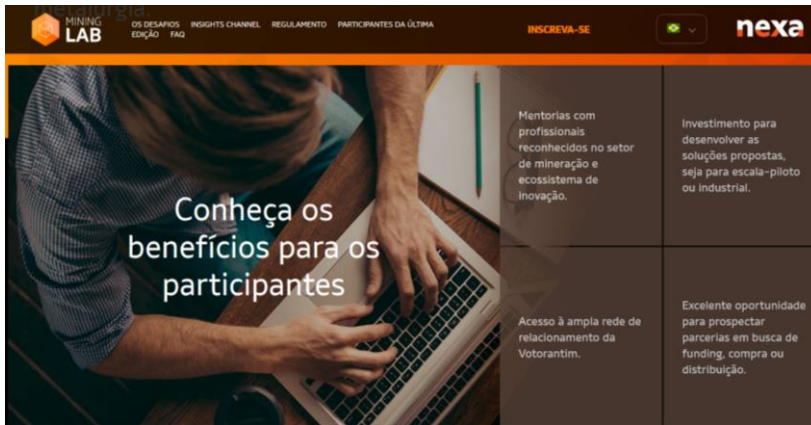 metalurgia.
MINING
LAB
OS DESAFIOS INSIGHTS CHANNEL REGULAMENTO PARTICIPANTES DA ÚLTIMA
EDIÇÃO FAQ
INSCREVA-SE
nexa
Conheça os
benefícios para os
participantes
Mentorias com
profissionais
reconhecidos no setor
de mineração e
ecossistema de
inovação.
Investimento para
desenvolver as
soluções propostas,
seja para escala-piloto
ou industrial.
Acesso à ampla rede de
relacionamento da
Votorantim.
Excelente oportunidade
para prospectar
parcerias em busca de
funding, compra ou
distribuição.